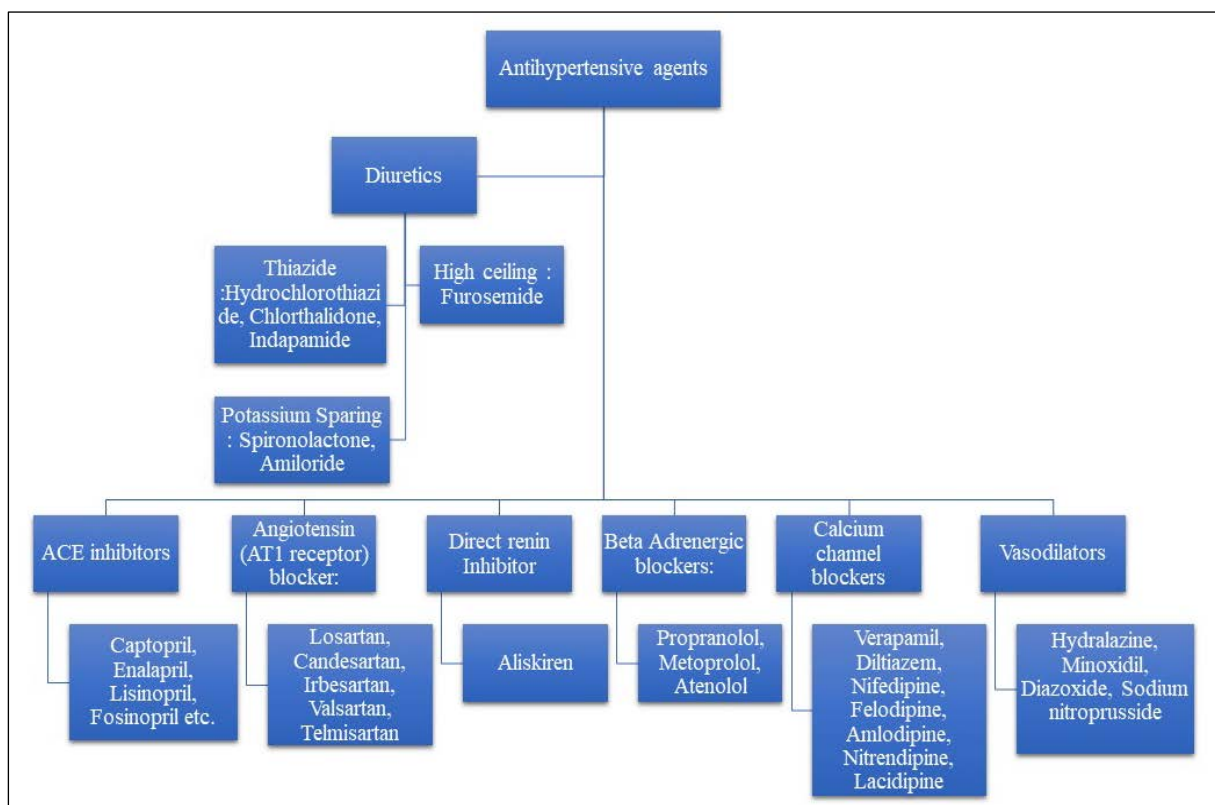 Antihypertensive agents
Diuretics
Thiazide
:Hydrochlorothiazi
de, Chlorthalidone,
Indapamide
High ceiling :
Furosemide
Potassium Sparing
: Spironolactone,
Amiloride
ACE inhibitors
Captopril,
Enalapril,
Lisinopril,
Fosinopril etc.
Angiotensin
(AT1 receptor)
blocker:
Losartan,
Candesartan,
Irbesartan,
Valsartan,
Telmisartan
Direct renin
Inhibitor
Aliskiren
Beta Adrenergic
blockers:
Propranolol,
Metoprolol,
Atenolol
Calcium
channel
blockers
Verapamil,
Diltiazem,
Nifedipine,
Felodipine,
Amlodipine,
Nitrendipine,
Lacidipine
Vasodilators
Hydralazine,
Minoxidil,
Diazoxide, Sodium
nitroprusside